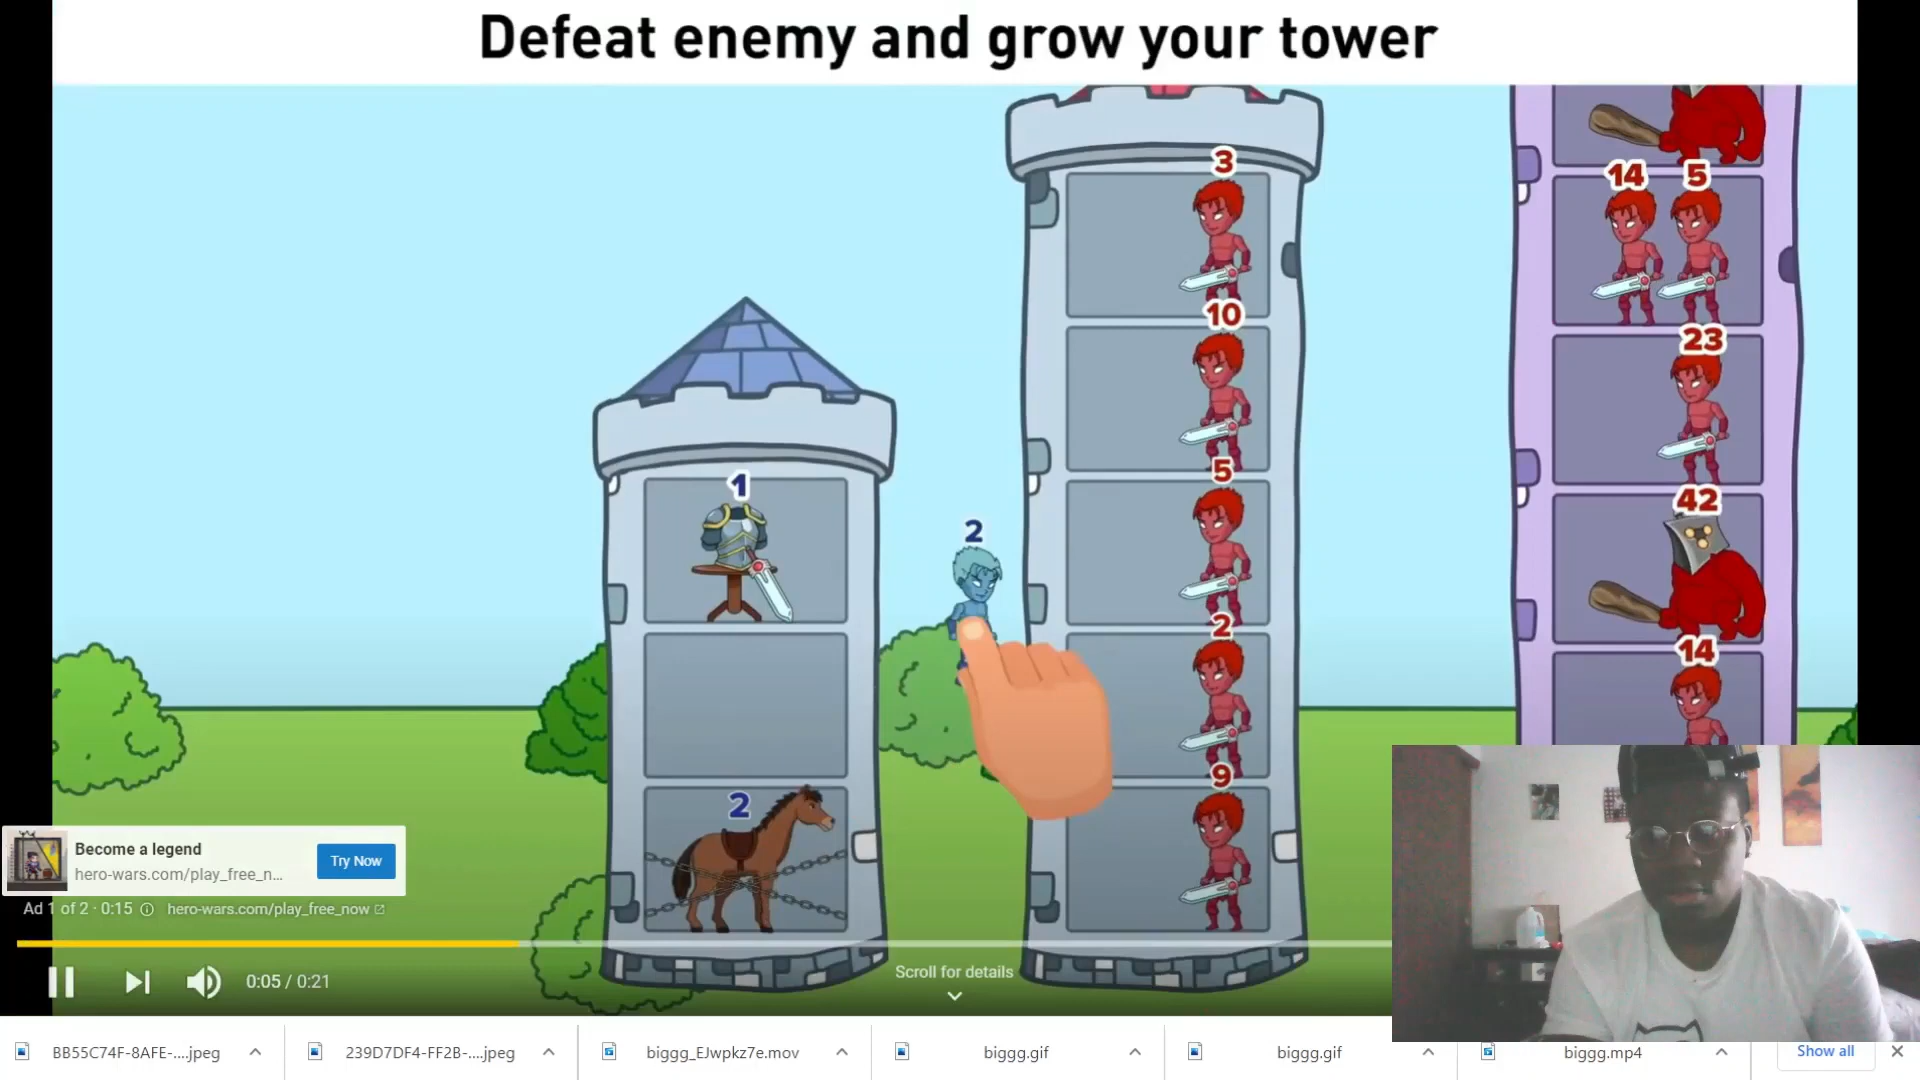 Defeat enemy and grow your tower
3
14 5
10
23
1
5
42
2
2
14
2
9
Become a legend
hero-wars.com/play_free_n...
Try Now
Ad 1 of 2 · 0:15
hero-wars.com/play_free_now
0:05 / 0:21
Scroll for details
BB55C74F-8AFE-....jpeg
239D7DF4-FF2B-....jpeg
biggg_EJwpkz7e.mov
biggg.gif
biggg.gif
biggg.mp4
Show all